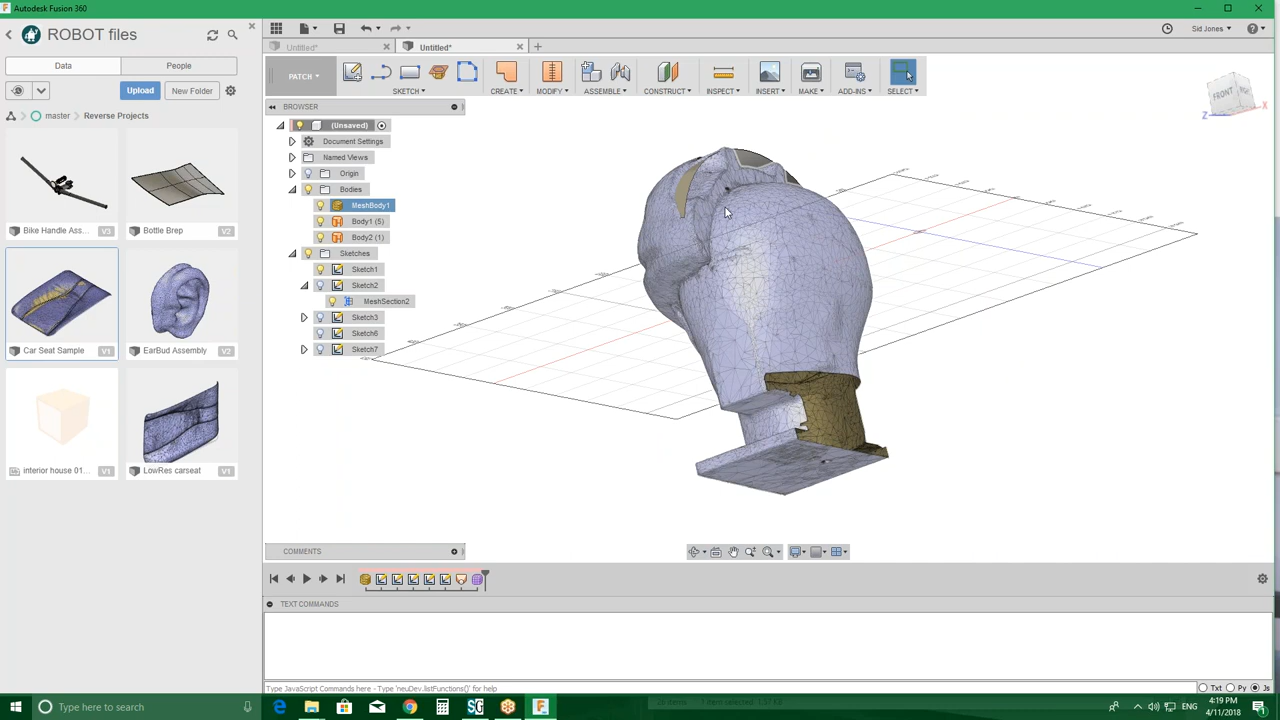 Autodesk Fusion 360
ROBOT files
Data
People
Upload
New Folder
master
Reverse Projects
Bike Handle Ass...
V3
Bottle Brep
V2
Car Seat Sample
V1
EarBud Assembly
V2
interior house 01...
V1
LowRes carseat
V1
Untitled*
Untitled*
Sid Jones
PATCH
SKETCH
CREATE
MODIFY
ASSEMBLE
CONSTRUCT
INSPECT
INSERT
MAKE
ADD-INS
SELECT
BROWSER
(Unsaved)
Document Settings
Named Views
Origin
Bodies
MeshBody1
Body1 (5)
Body2 (1)
Sketches
Sketch1
Sketch2
MeshSection2
Sketch3
Sketch6
Sketch7
FRONT
X
Z
COMMENTS
TEXT COMMANDS
Type JavaScript Commands here - Type 'neuDev.listFunctions()' for help
Txt
Py
Js
Type here to search
ENG
4:19 PM
4/11/2018